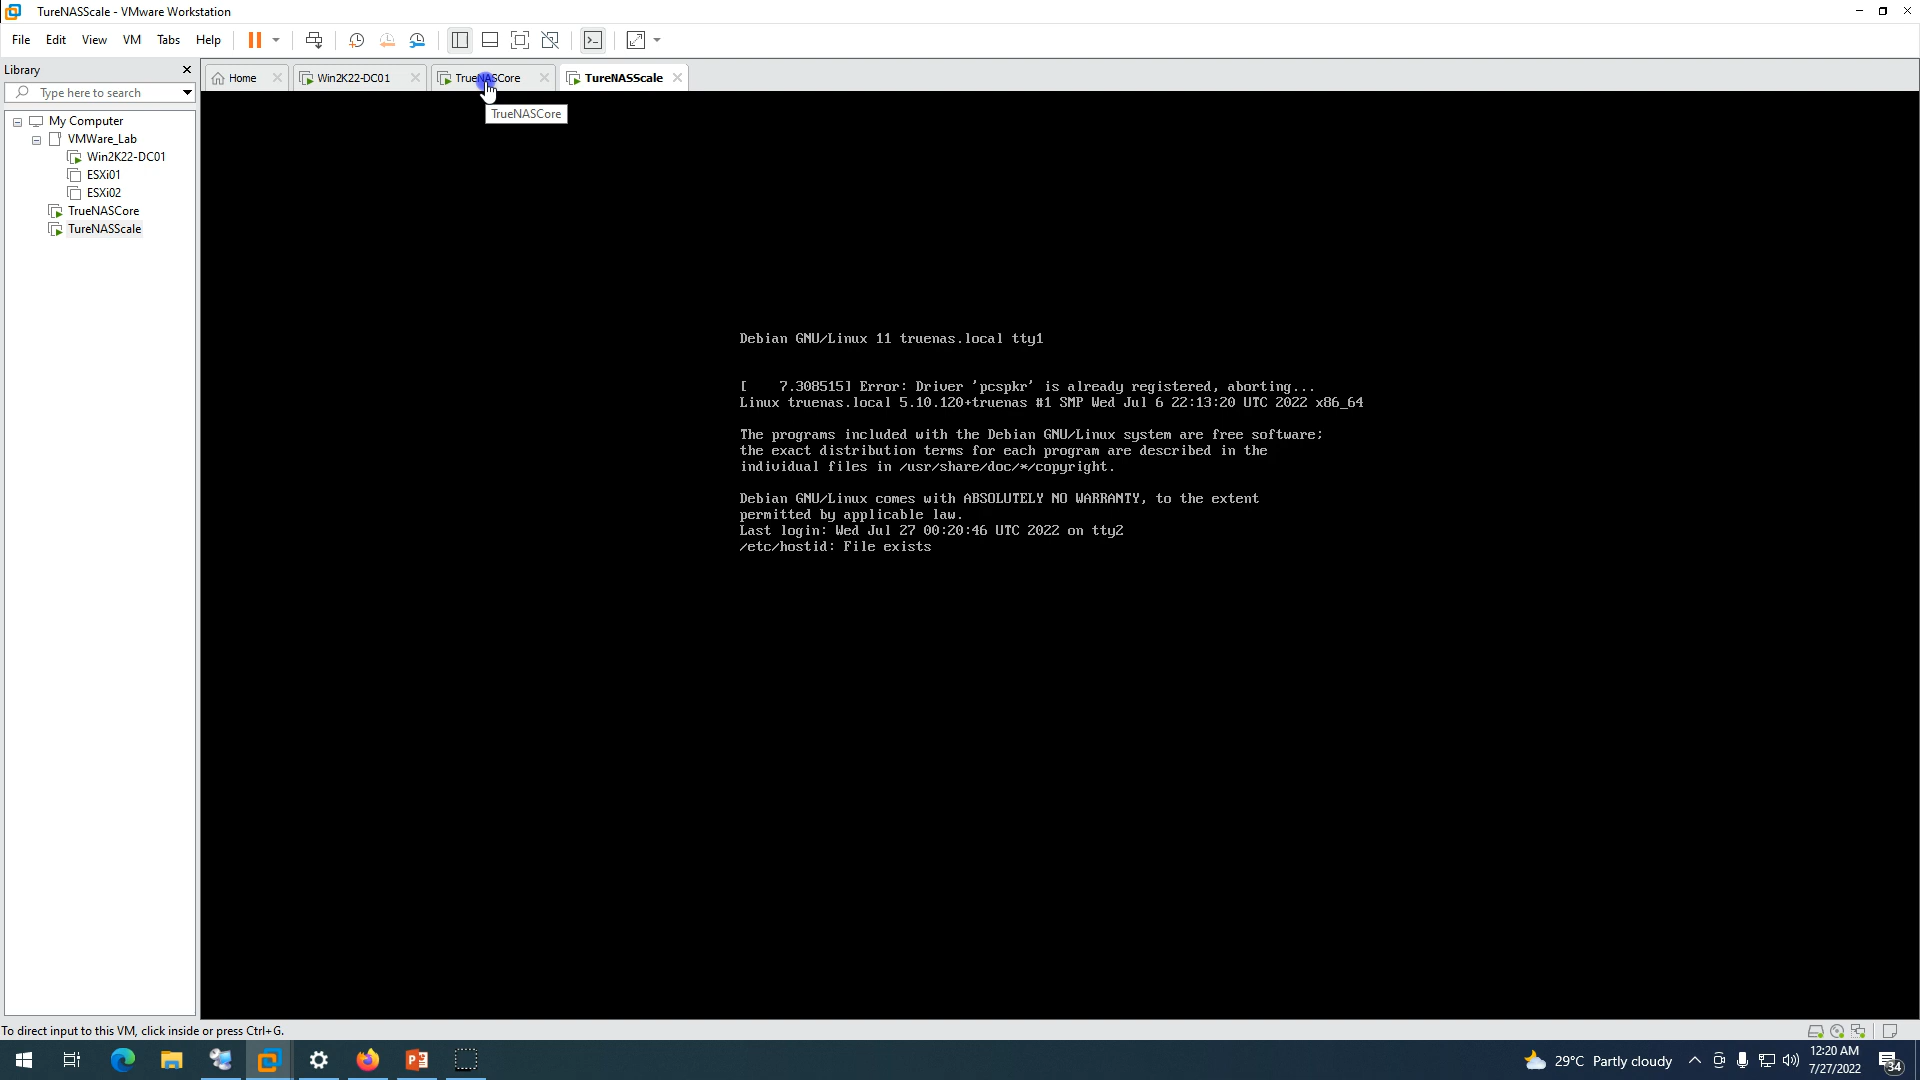 TureNASScale - VMware Workstation
File Edit View VM Tabs Help
Library
Type here to search
Home
Win2K22-DC01
TrueNASCore
TureNASScale
TrueNASCore
My Computer
VMWare_Lab
Win2K22-DC01
ESXi01
ESXi02
TrueNASCore
TureNASScale
Debian GNU/Linux 11 truenas.local tty1
[    7.308515] Error: Driver 'pcspkr' is already registered, aborting...
Linux truenas.local 5.10.120+truenas #1 SMP Wed Jul 6 22:13:20 UTC 2022 x86_64
The programs included with the Debian GNU/Linux system are free software;
the exact distribution terms for each program are described in the
individual files in /usr/share/doc/*/copyright.
Debian GNU/Linux comes with ABSOLUTELY NO WARRANTY, to the extent
permitted by applicable law.
Last login: Wed Jul 27 00:20:46 UTC 2022 on tty2
/etc/hostid: File exists
To direct input to this VM, click inside or press Ctrl+G.
29°C Partly cloudy
12:20 AM
7/27/2022
34